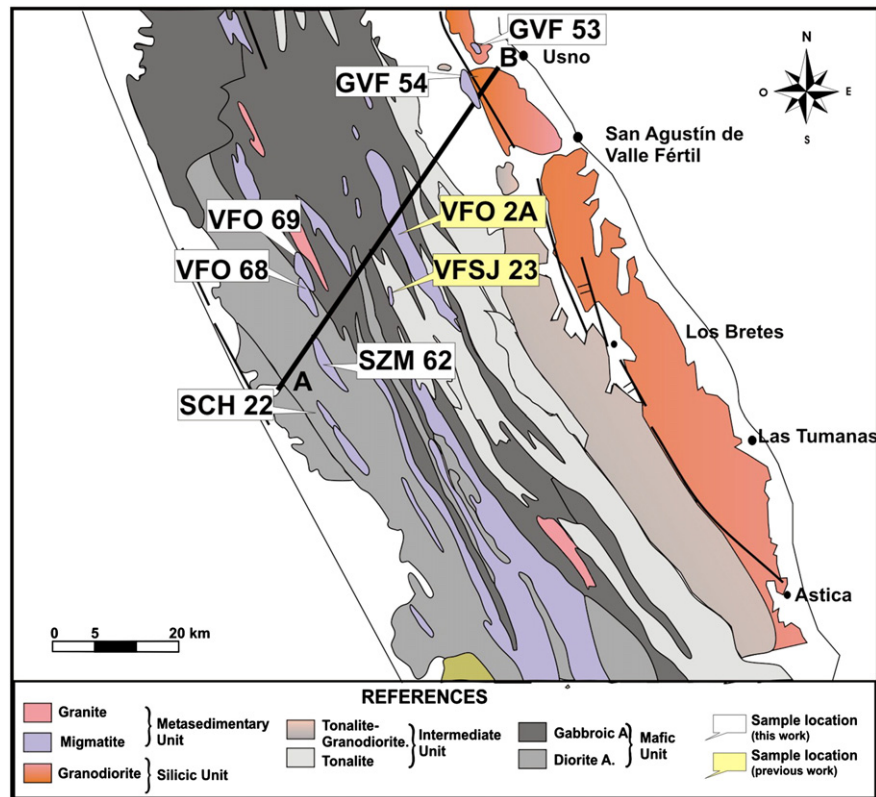 GVF 53
B
Usno
GVF 54
N
O
E
S
San Agustín de
Valle Fértil
VFO 2A
VFO 69
VFO 68
VFSJ 23
Los Bretes
SZM 62
A
SCH 22
Las Tumanas
Astica
0 5 20 km
REFERENCES
Granite
Migmatite
Metasedimentary
Unit
Granodiorite
Silicic Unit
Tonalite-
Granodiorite.
Tonalite
Intermediate
Unit
Gabbroic A
Diorite A.
Mafic
Unit
Sample location
(this work)
Sample location
(previous work)